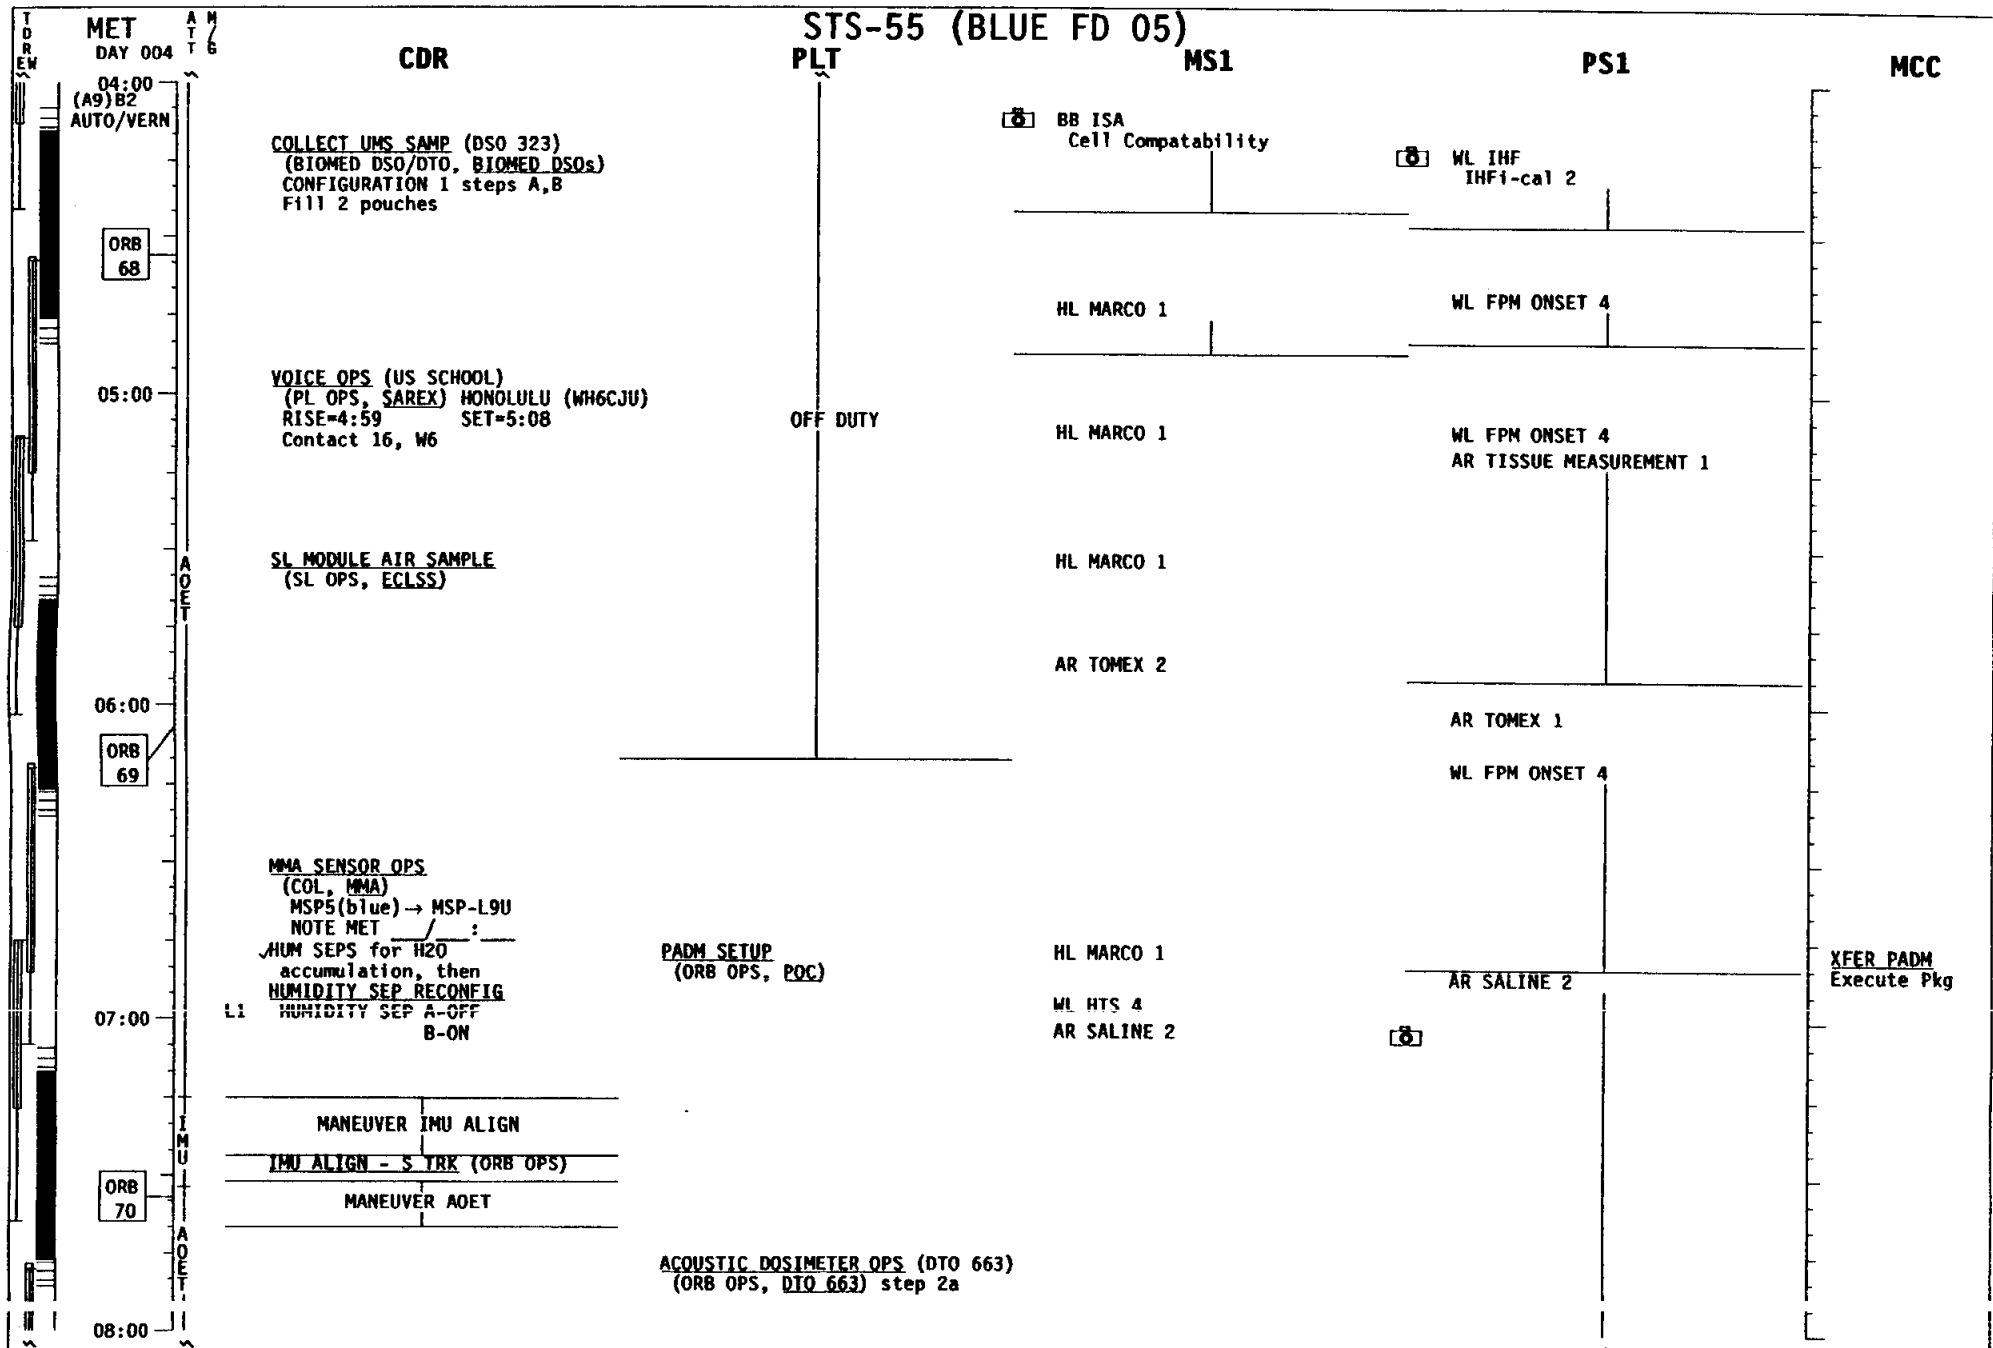 STS-55 (BLUE FD 05)
TDRE W
MET
DAY 004
ATT
M/G
CDR
PLT
MS1
PS1
MCC
04:00
(A9)B2
AUTO/VERN
ORB
68
05:00
06:00
ORB
69
07:00
ORB
70
08:00
AOET
IMU
AOET
COLLECT UMS SAMP (DSO 323)
(BIOMED DSO/DTO, BIOMED DSOs)
CONFIGURATION 1 steps A,B
Fill 2 pouches
VOICE OPS (US SCHOOL)
(PL OPS, SAREX) HONOLULU (WH6CJU)
RISE=4:59 SET=5:08
Contact 16, W6
SL MODULE AIR SAMPLE
(SL OPS, ECLSS)
MMA SENSOR OPS
(COL, MMA)
MSP5(blue) → MSP-L9U
NOTE MET ___/___:___
✓HUM SEPS for H2O
accumulation, then
HUMIDITY SEP RECONFIG
L1 HUMIDITY SEP A-OFF
B-ON
MANEUVER IMU ALIGN
IMU ALIGN - S TRK (ORB OPS)
MANEUVER AOET
OFF DUTY
PADM SETUP
(ORB OPS, POC)
ACOUSTIC DOSIMETER OPS (DTO 663)
(ORB OPS, DTO 663) step 2a
BB ISA
Cell Compatability
HL MARCO 1
HL MARCO 1
HL MARCO 1
AR TOMEX 2
HL MARCO 1
WL HTS 4
AR SALINE 2
WL IHF
IHFi-cal 2
WL FPM ONSET 4
WL FPM ONSET 4
AR TISSUE MEASUREMENT 1
AR TOMEX 1
WL FPM ONSET 4
AR SALINE 2
XFER PADM
Execute Pkg